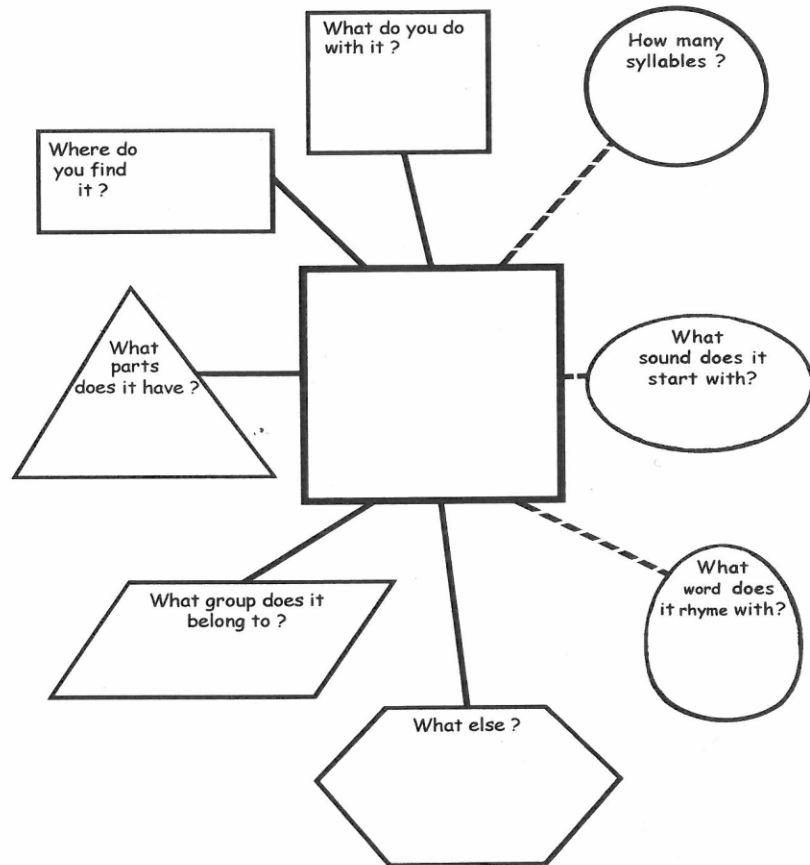 What do you do
with it ?
How many
syllables ?
Where do
you find
it ?
What
parts
does it have ?
What
sound does it
start with?
What group does it
belong to ?
What
word does
it rhyme with?
What else ?